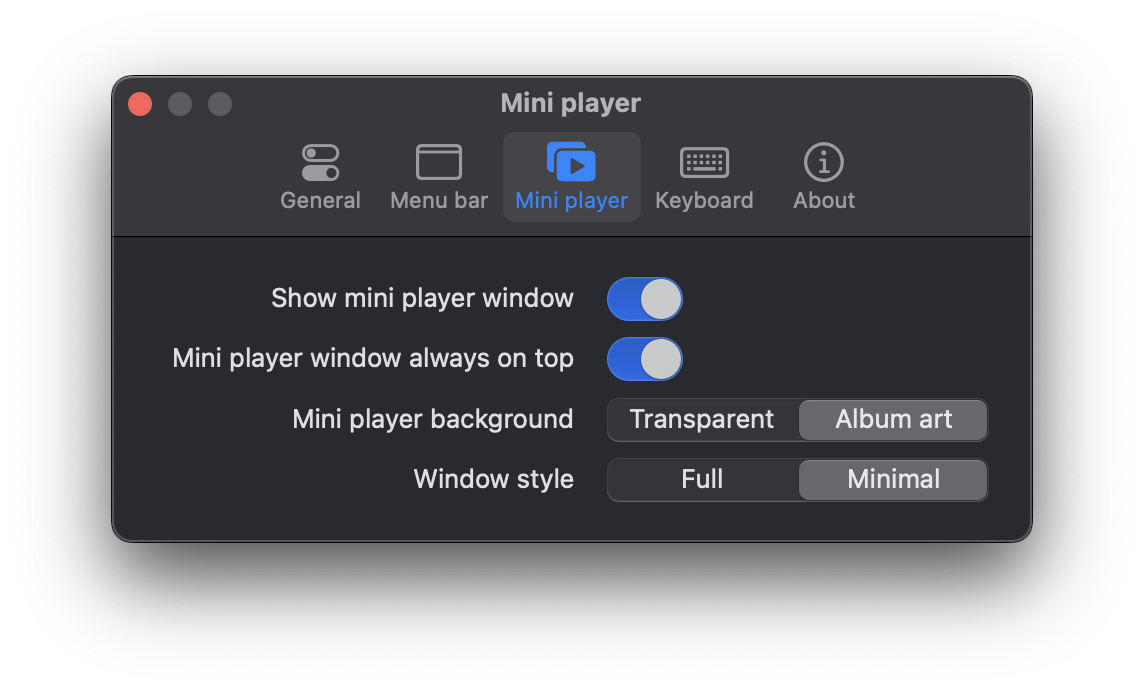 Mini player
General Menu bar Mini player Keyboard About
Show mini player window
Mini player window always on top
Mini player background Transparent Album art
Window style Full Minimal